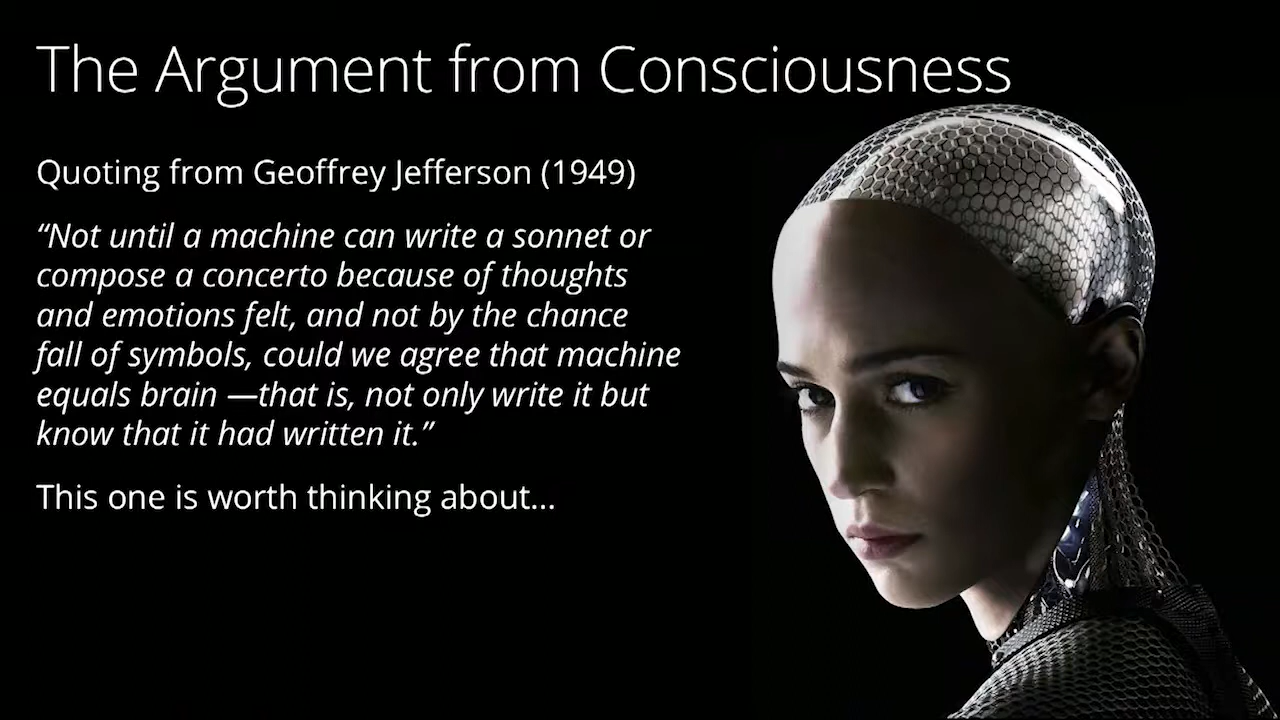 The Argument from Consciousness
Quoting from Geoffrey Jefferson (1949)
“Not until a machine can write a sonnet or
compose a concerto because of thoughts
and emotions felt, and not by the chance
fall of symbols, could we agree that machine
equals brain —that is, not only write it but
know that it had written it.”
This one is worth thinking about…